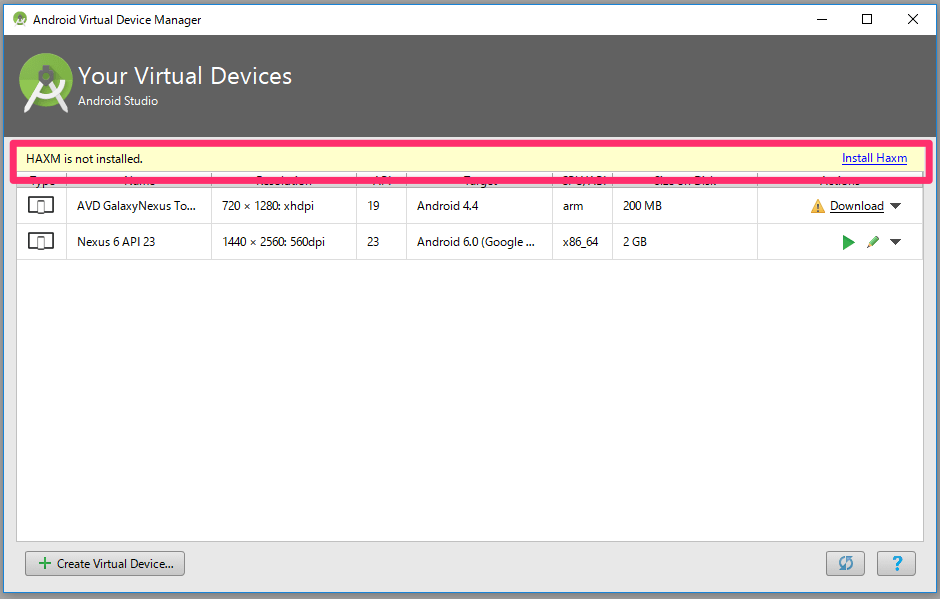 Android Virtual Device Manager
Your Virtual Devices
Android Studio
HAXM is not installed. Install Haxm
Type Name Resolution API Target CPU/ABI Size on Disk Actions
AVD GalaxyNexus To... 720 × 1280: xhdpi 19 Android 4.4 arm 200 MB Download
Nexus 6 API 23 1440 × 2560: 560dpi 23 Android 6.0 (Google ... x86_64 2 GB
Create Virtual Device...
?